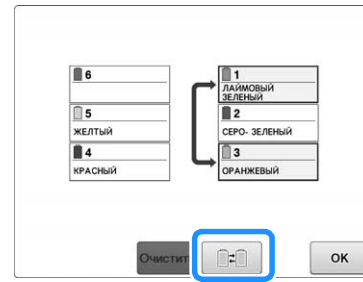 6
1
ЛАЙМОВЫЙ
ЗЕЛЕНЫЙ
5
ЖЕЛТЫЙ
2
СЕРО- ЗЕЛЕНЫЙ
4
КРАСНЫЙ
3
ОРАНЖЕВЫЙ
Очистит
OK